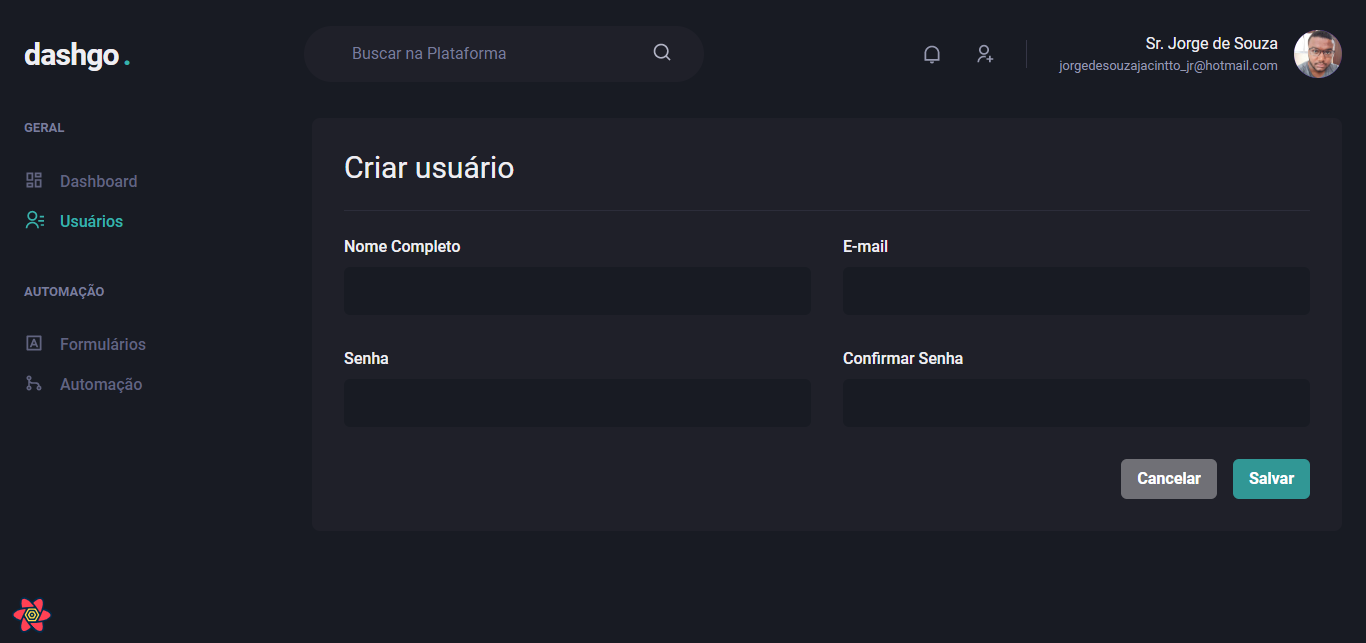 dashgo.
Buscar na Plataforma
Sr. Jorge de Souza
jorgedesouzajacintto_jr@hotmail.com
GERAL
Dashboard
Usuários
AUTOMAÇÃO
Formulários
Automação
Criar usuário
Nome Completo
E-mail
Senha
Confirmar Senha
Cancelar
Salvar